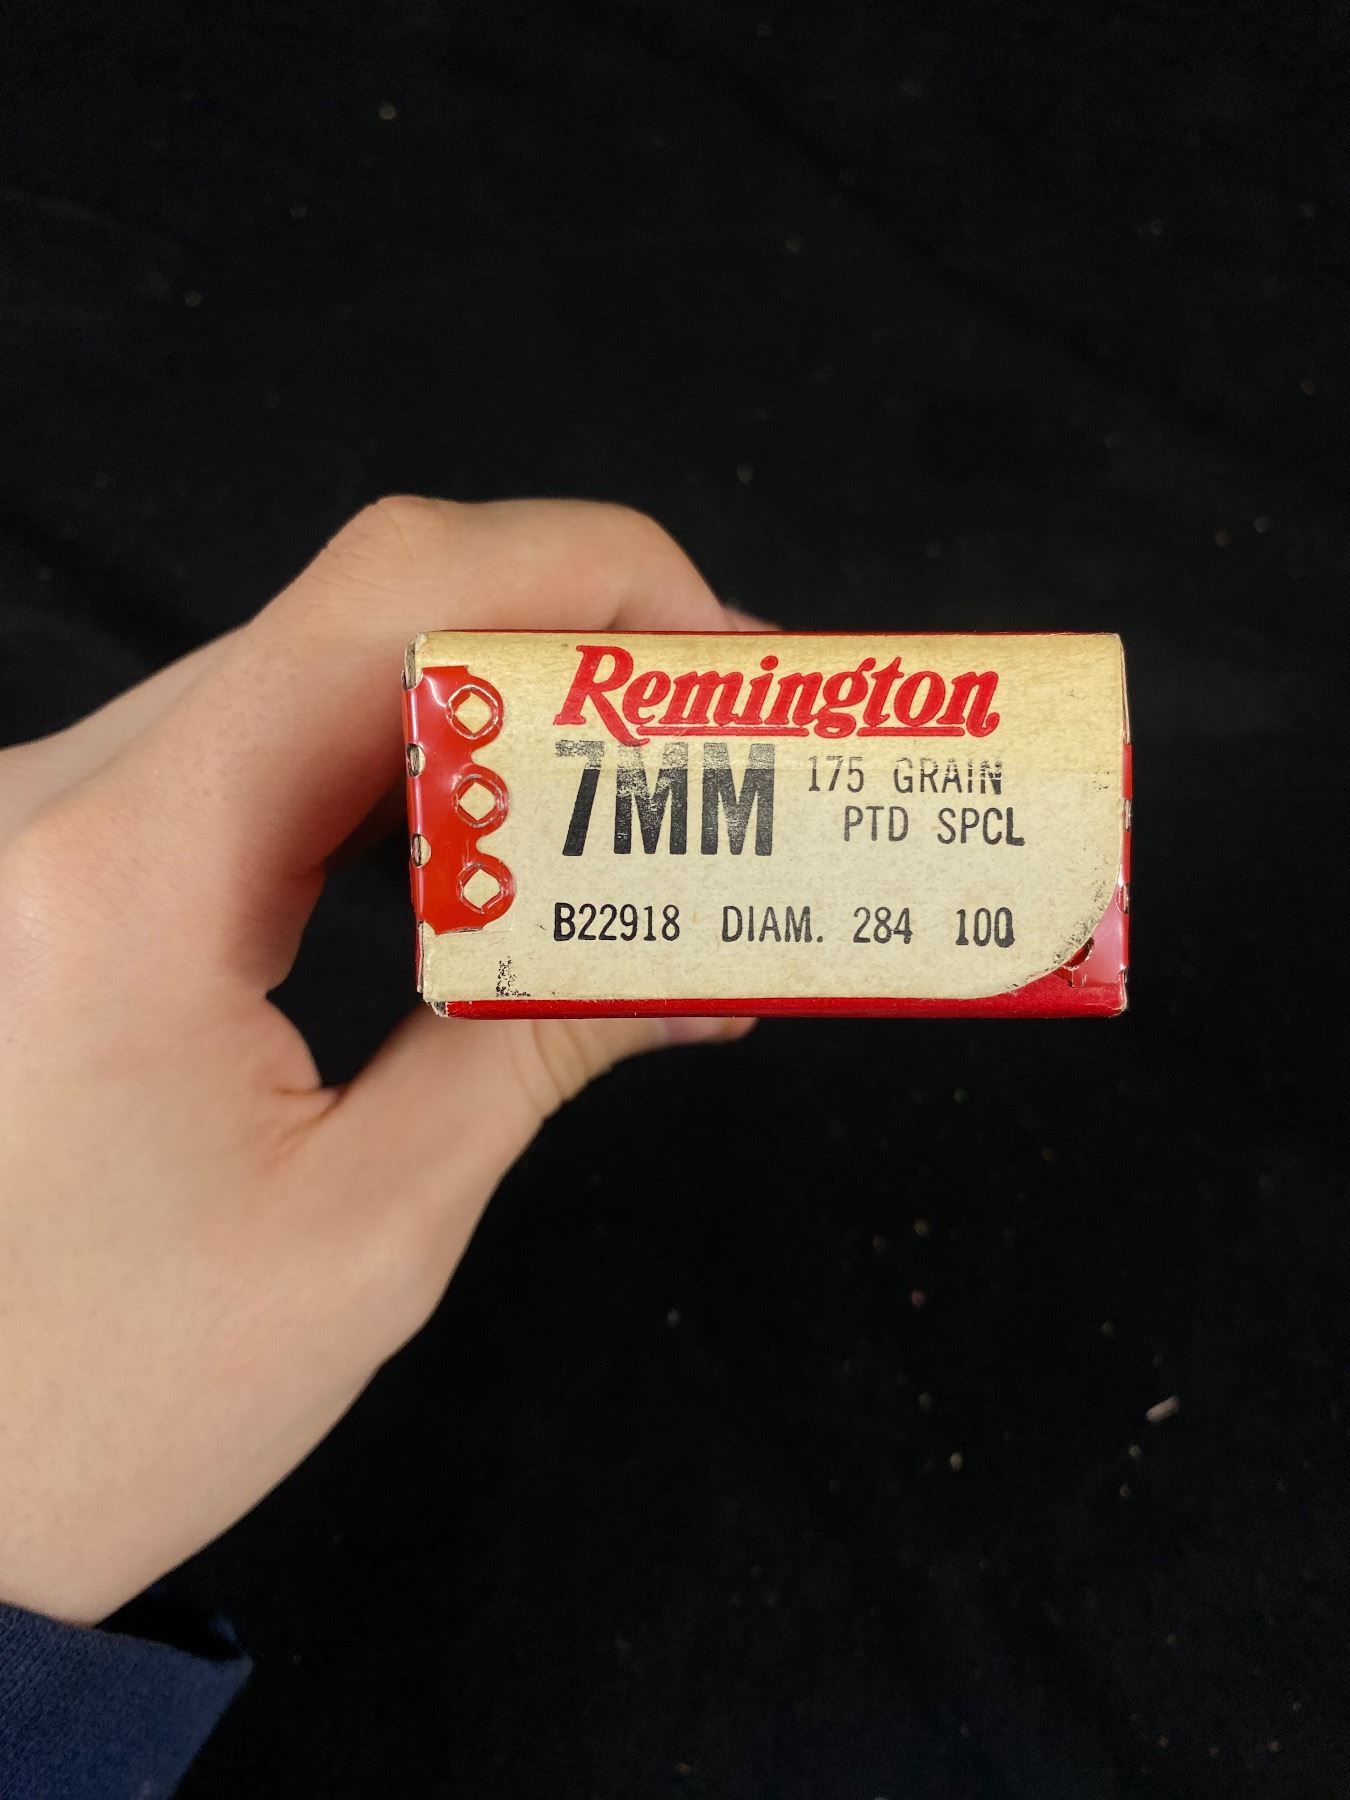 Remington
7MM 175 GRAIN
PTD SPCL
B22918 DIAM. 284 100
L